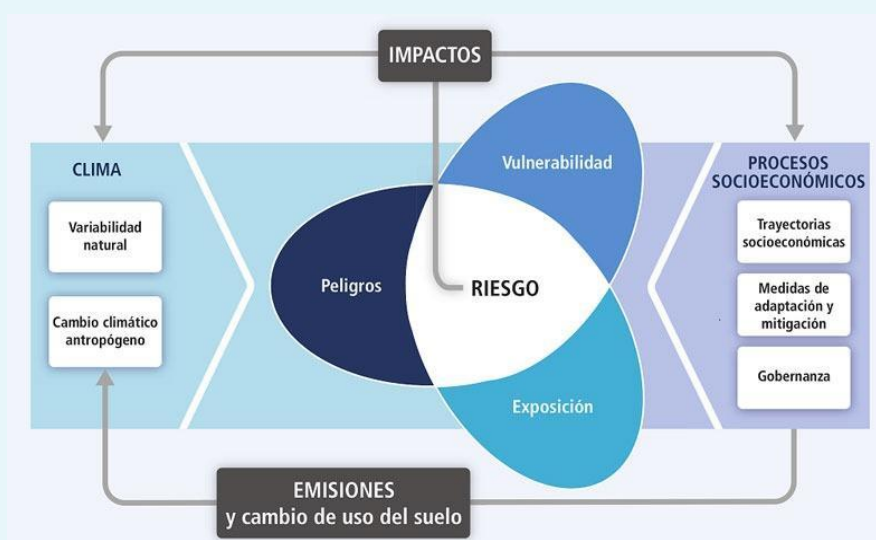 IMPACTOS
CLIMA
Variabilidad
natural
Cambio climático
antropógeno
Peligros
Vulnerabilidad
RIESGO
Exposición
PROCESOS
SOCIOECONÓMICOS
Trayectorias
socioeconómicas
Medidas de
adaptación y
mitigación
Gobernanza
EMISIONES
y cambio de uso del suelo